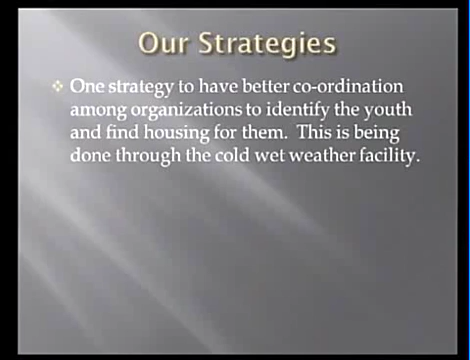 Our Strategies
One strategy to have better co-ordination
among organizations to identify the youth
and find housing for them. This is being
done through the cold wet weather facility.